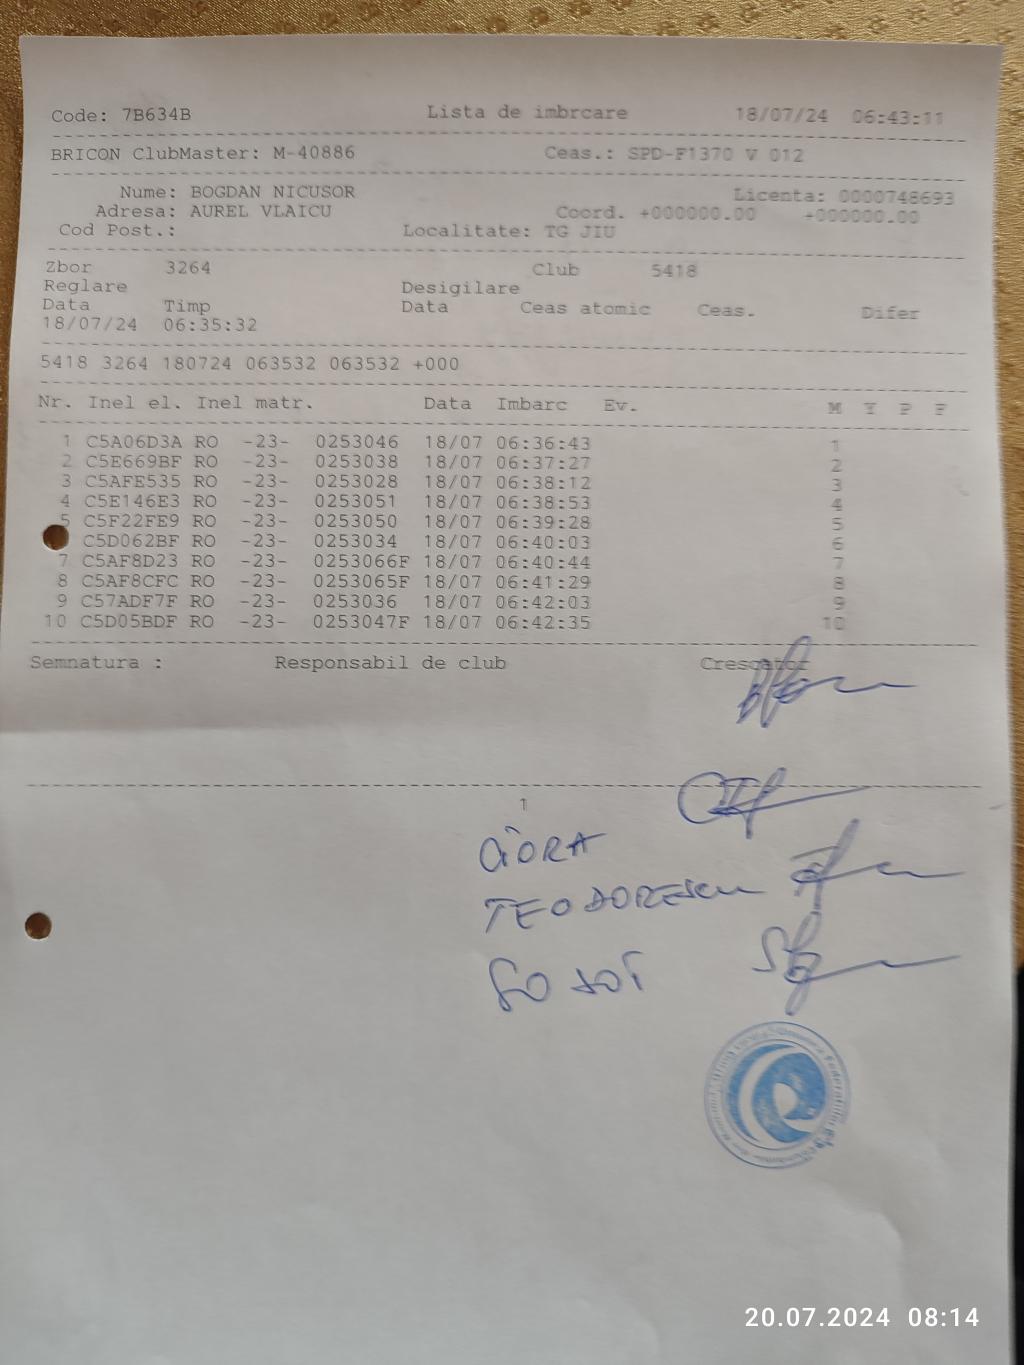 Code: 7B634B Lista de imbrcare 18/07/24 06:43:11
BRICON ClubMaster: M-40886 Ceas.: SPD-F1370 V 012
Nume: BOGDAN NICUSOR Licenta: 0000748693
Adresa: AUREL VLAICU Coord. +000000.00 +000000.00
Cod Post.: Localitate: TG JIU
Zbor 3264 Club 5418
Reglare Desigilare
Data Timp Data Ceas atomic Ceas. Difer
18/07/24 06:35:32
5418 3264 180724 063532 063532 +000
Nr. Inel el. Inel matr. Data Imbarc Ev. M Y P F
1 C5A06D3A RO -23- 0253046 18/07 06:36:43 1
2 C5E669BF RO -23- 0253038 18/07 06:37:27 2
3 C5AFE535 RO -23- 0253028 18/07 06:38:12 3
4 C5E146E3 RO -23- 0253051 18/07 06:38:53 4
5 C5F22FE9 RO -23- 0253050 18/07 06:39:28 5
C5D062BF RO -23- 0253034 18/07 06:40:03 6
7 C5AF8D23 RO -23- 0253066F 18/07 06:40:44 7
8 C5AF8CFC RO -23- 0253065F 18/07 06:41:29 8
9 C57ADF7F RO -23- 0253036 18/07 06:42:03 9
10 C5D05BDF RO -23- 0253047F 18/07 06:42:35 10
Semnatura : Responsabil de club Crescator
1
TEODORESCU
20.07.2024 08:14